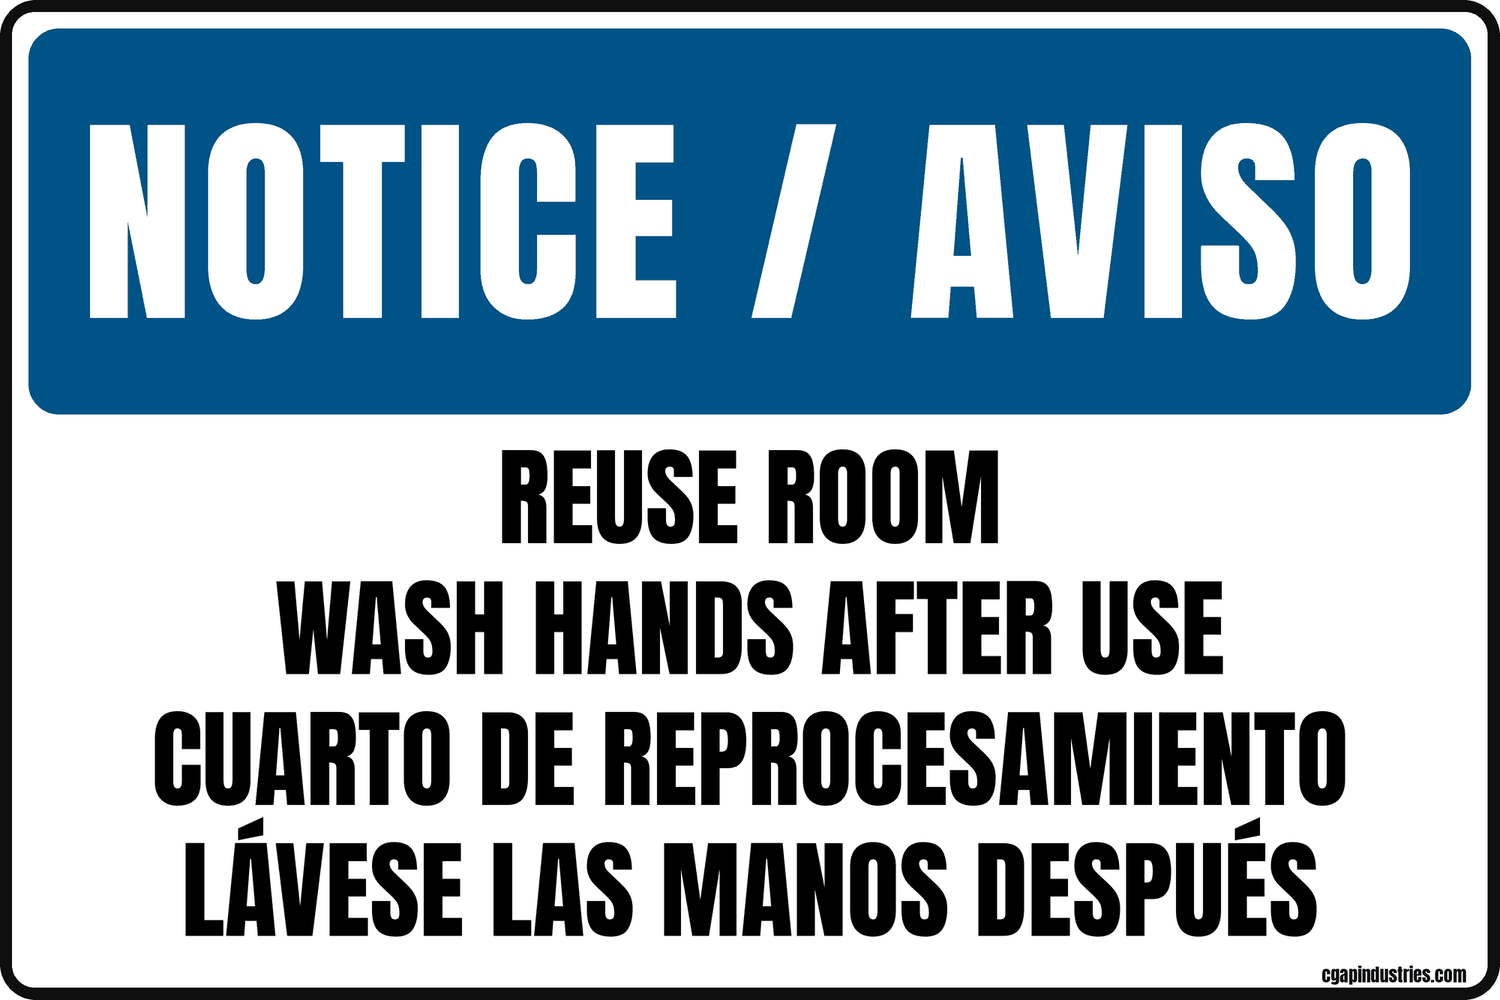 NOTICE / AVISO
REUSE ROOM
WASH HANDS AFTER USE
CUARTO DE REPROCESAMIENTO
LÁVESE LAS MANOS DESPUÉS
cgapindustries.com